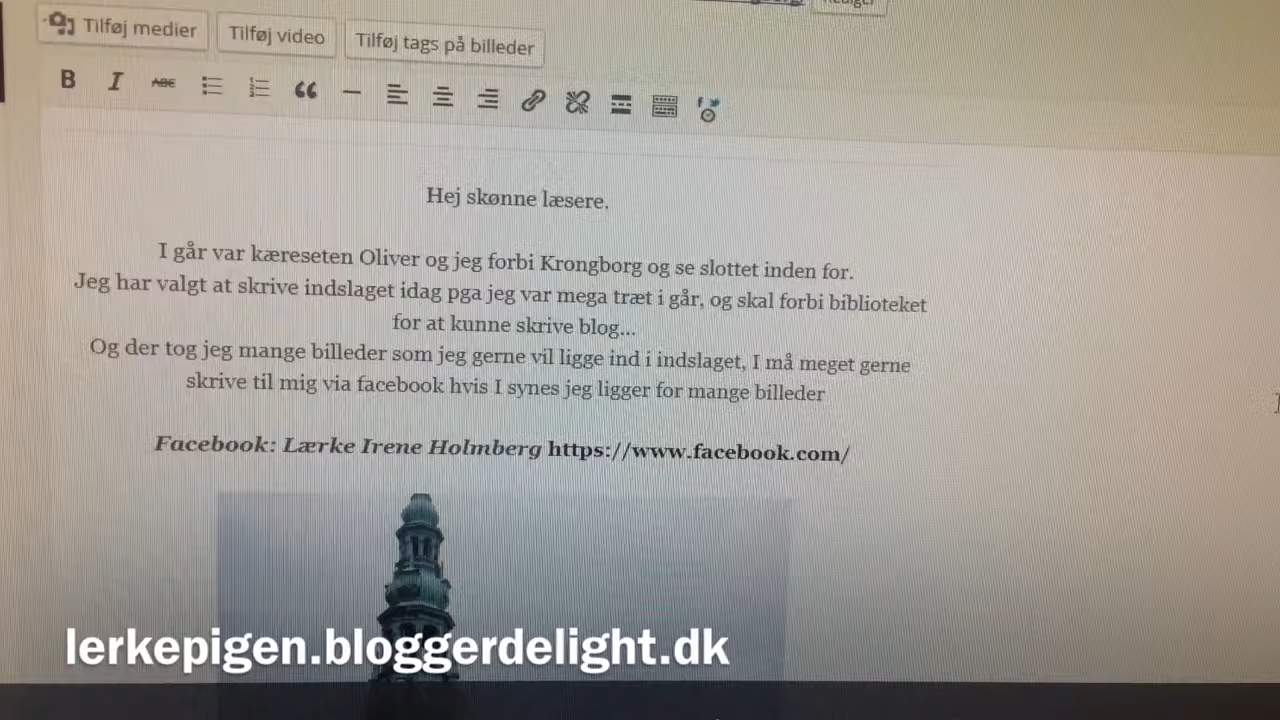 Tilføj medier Tilføj video Tilføj tags på billeder
B I ABC
Hej skønne læsere.
I går var kæreseten Oliver og jeg forbi Krongborg og se slottet inden for.
Jeg har valgt at skrive indslaget idag pga jeg var mega træt i går, og skal forbi biblioteket
for at kunne skrive blog...
Og der tog jeg mange billeder som jeg gerne vil ligge ind i indslaget, I må meget gerne
skrive til mig via facebook hvis I synes jeg ligger for mange billeder
Facebook: Lærke Irene Holmberg https://www.facebook.com/
lerkepigen.bloggerdelight.dk